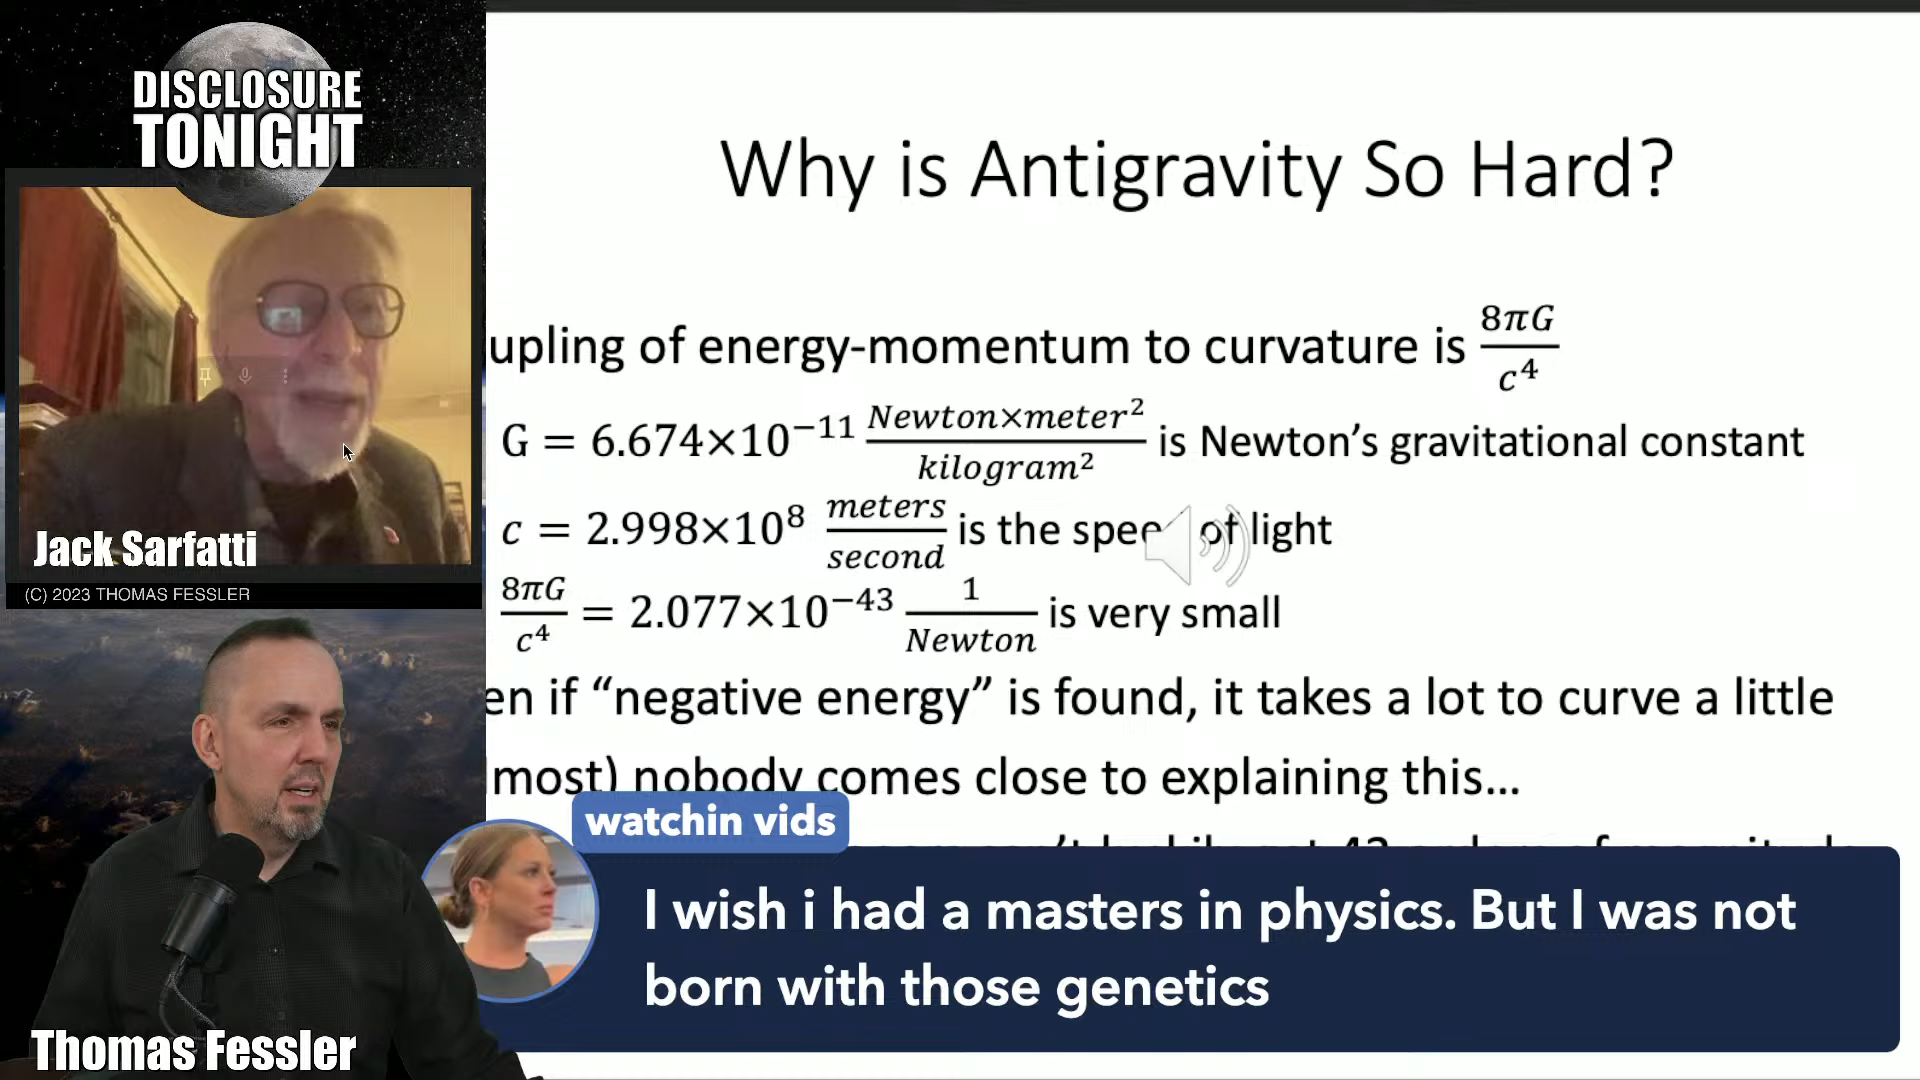 DISCLOSURE
TONIGHT
Jack Sarfatti
(C) 2023 THOMAS FESSLER
Thomas Fessler
Why is Antigravity So Hard?
upling of energy-momentum to curvature is 8πG/c⁴
G = 6.674×10⁻¹¹ Newton×meter²/kilogram² is Newton’s gravitational constant
c = 2.998×10⁸ meters/second is the spee of light
8πG/c⁴ = 2.077×10⁻⁴³ 1/Newton is very small
en if “negative energy” is found, it takes a lot to curve a little
lmost) nobody comes close to explaining this...
watchin vids
I wish i had a masters in physics. But I was not
born with those genetics